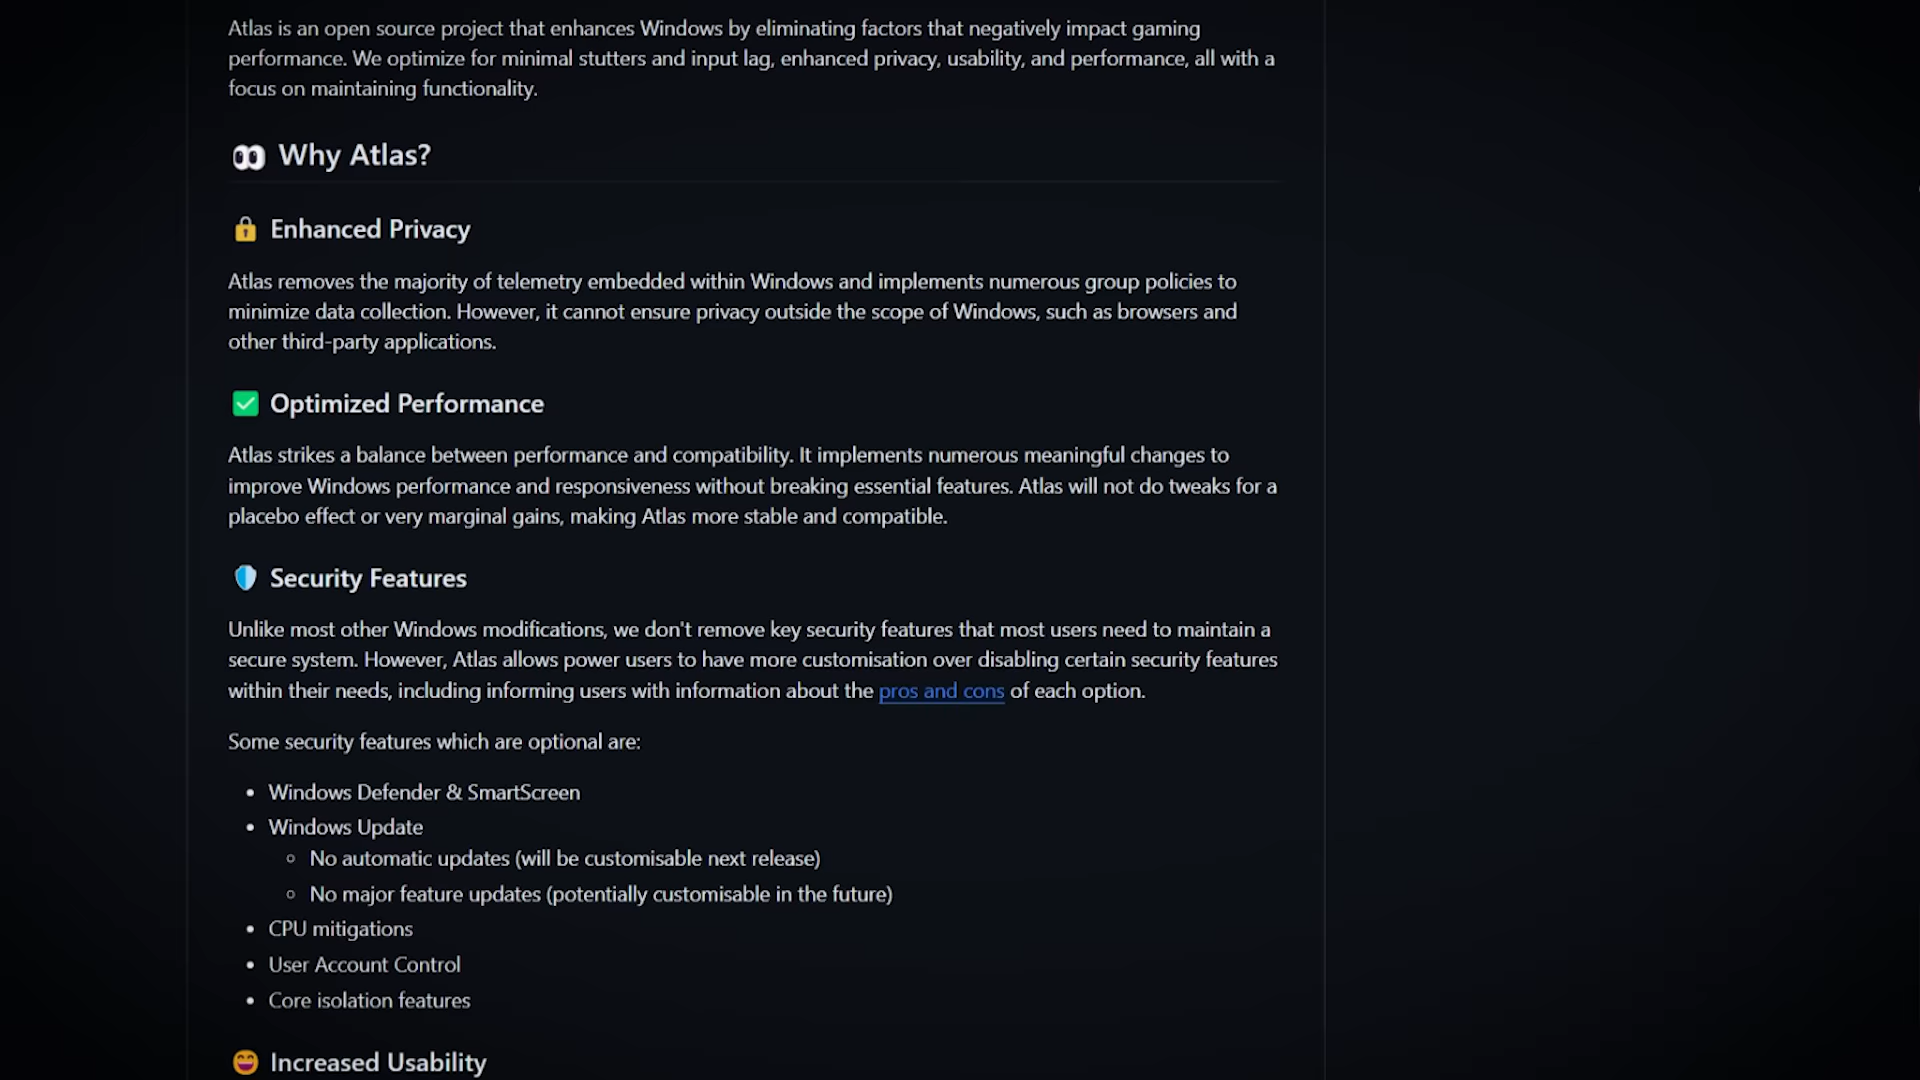 Atlas is an open source project that enhances Windows by eliminating factors that negatively impact gaming
performance. We optimize for minimal stutters and input lag, enhanced privacy, usability, and performance, all with a
focus on maintaining functionality.
Why Atlas?
Enhanced Privacy
Atlas removes the majority of telemetry embedded within Windows and implements numerous group policies to
minimize data collection. However, it cannot ensure privacy outside the scope of Windows, such as browsers and
other third-party applications.
Optimized Performance
Atlas strikes a balance between performance and compatibility. It implements numerous meaningful changes to
improve Windows performance and responsiveness without breaking essential features. Atlas will not do tweaks for a
placebo effect or very marginal gains, making Atlas more stable and compatible.
Security Features
Unlike most other Windows modifications, we don't remove key security features that most users need to maintain a
secure system. However, Atlas allows power users to have more customisation over disabling certain security features
within their needs, including informing users with information about the pros and cons of each option.
Some security features which are optional are:
• Windows Defender & SmartScreen
• Windows Update
○ No automatic updates (will be customisable next release)
○ No major feature updates (potentially customisable in the future)
• CPU mitigations
• User Account Control
• Core isolation features
Increased Usability